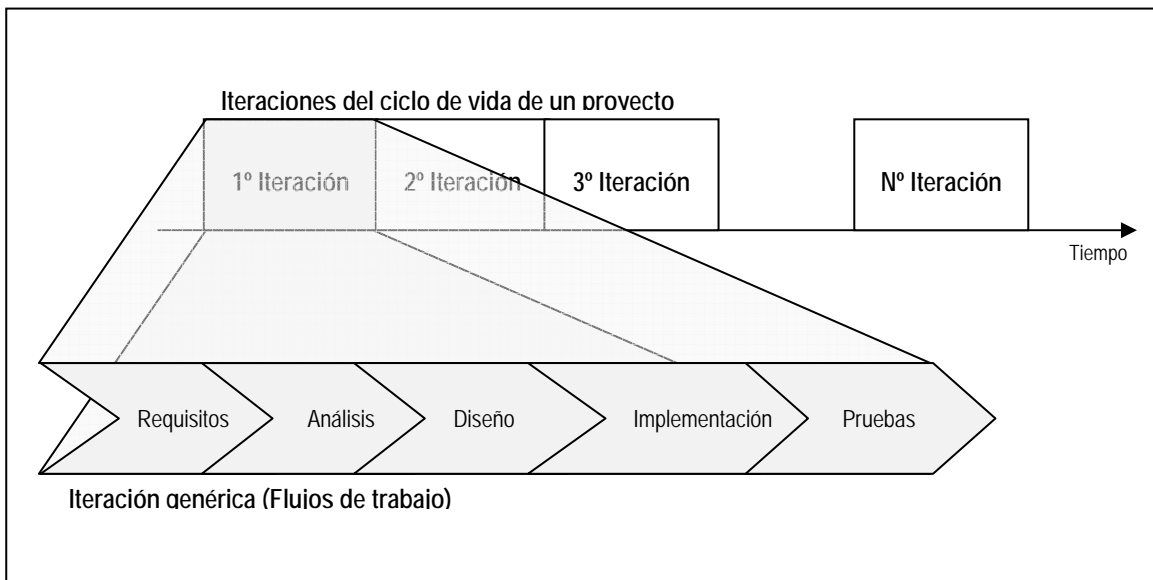 Iteraciones del ciclo de vida de un proyecto
1º Iteración
2º Iteración
3º Iteración
Nº Iteración
Tiempo
Requisitos
Análisis
Diseño
Implementación
Pruebas
Iteración genérica (Flujos de trabajo)